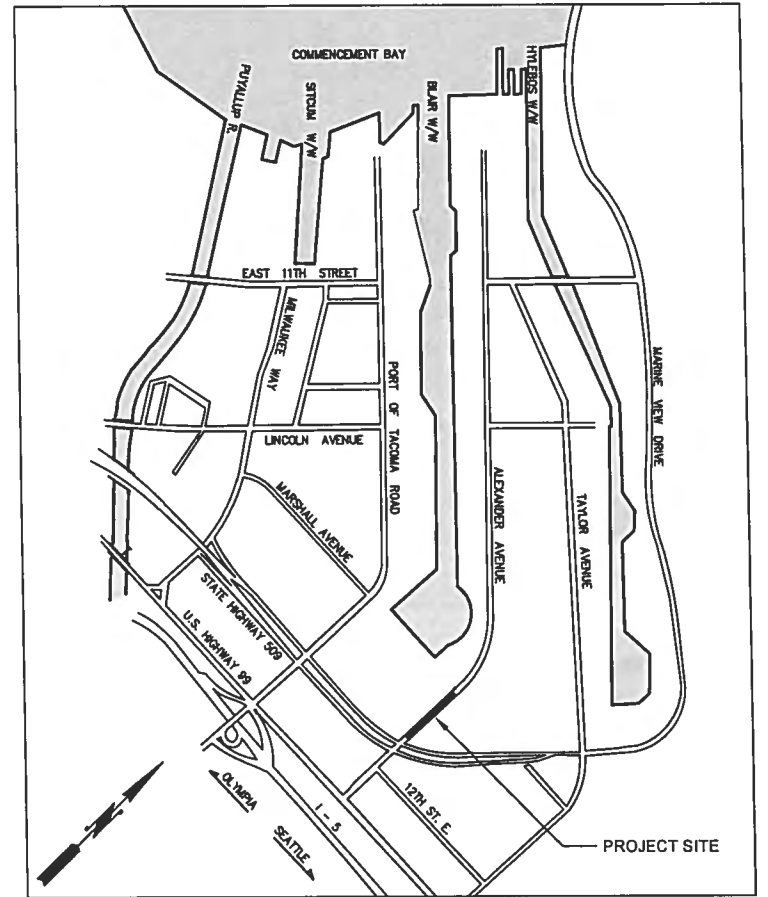 COMMENCEMENT BAY
PUYALLUP R.
SITCUM W/W
BLAIR W/W
HYLEBOS W/W
EAST 11TH STREET
MILWAUKEE WAY
PORT OF TACOMA ROAD
MARINE VIEW DRIVE
LINCOLN AVENUE
MARSHALL AVENUE
ALEXANDER AVENUE
TAYLOR AVENUE
STATE HIGHWAY 509
U.S. HIGHWAY 99
12TH ST. E.
I - 5
OLYMPIA
SEATTLE
N
PROJECT SITE